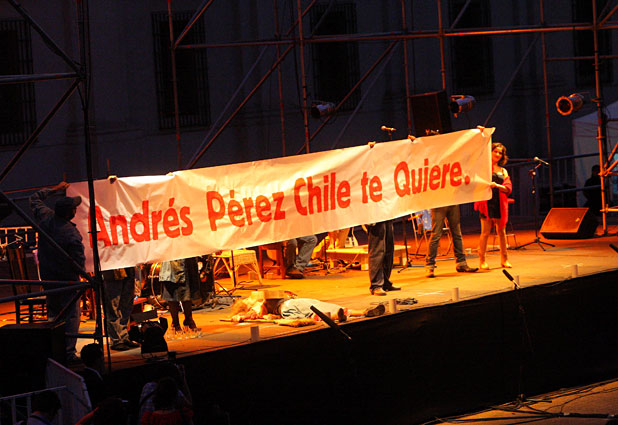 Andrés Pérez Chile te Quiere.